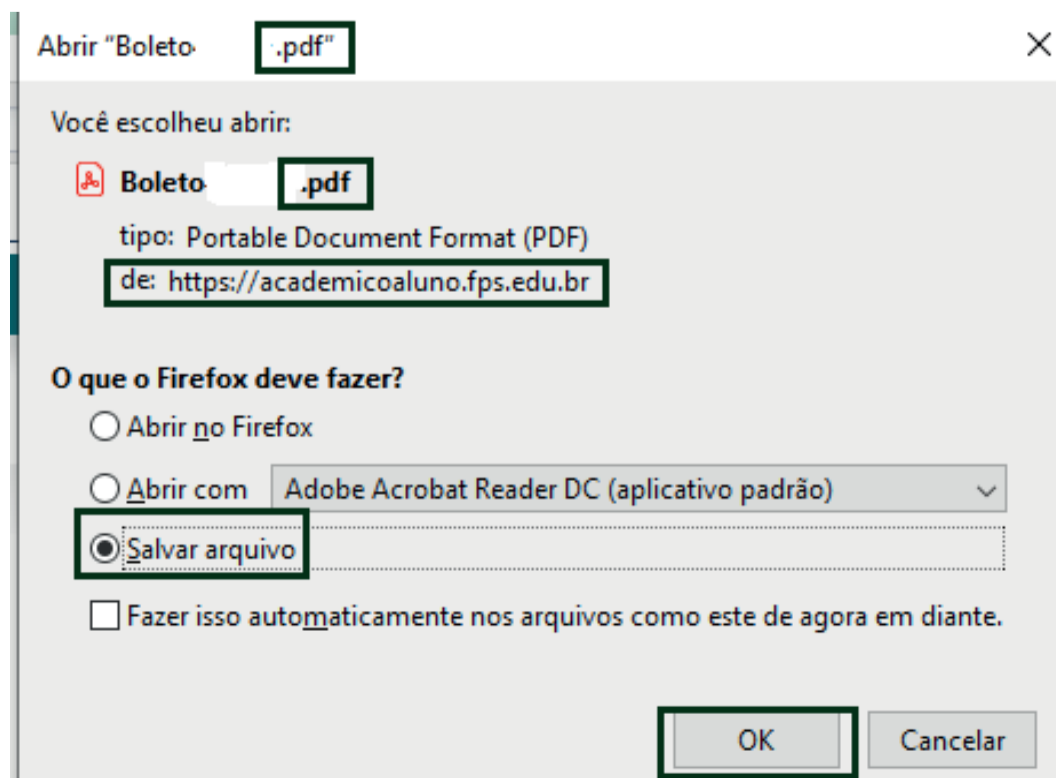 Abrir "Boleto .pdf"
Você escolheu abrir:
Boleto .pdf
tipo: Portable Document Format (PDF)
de: https://academicoaluno.fps.edu.br
O que o Firefox deve fazer?
Abrir no Firefox
Abrir com Adobe Acrobat Reader DC (aplicativo padrão)
Salvar arquivo
Fazer isso automaticamente nos arquivos como este de agora em diante.
OK Cancelar